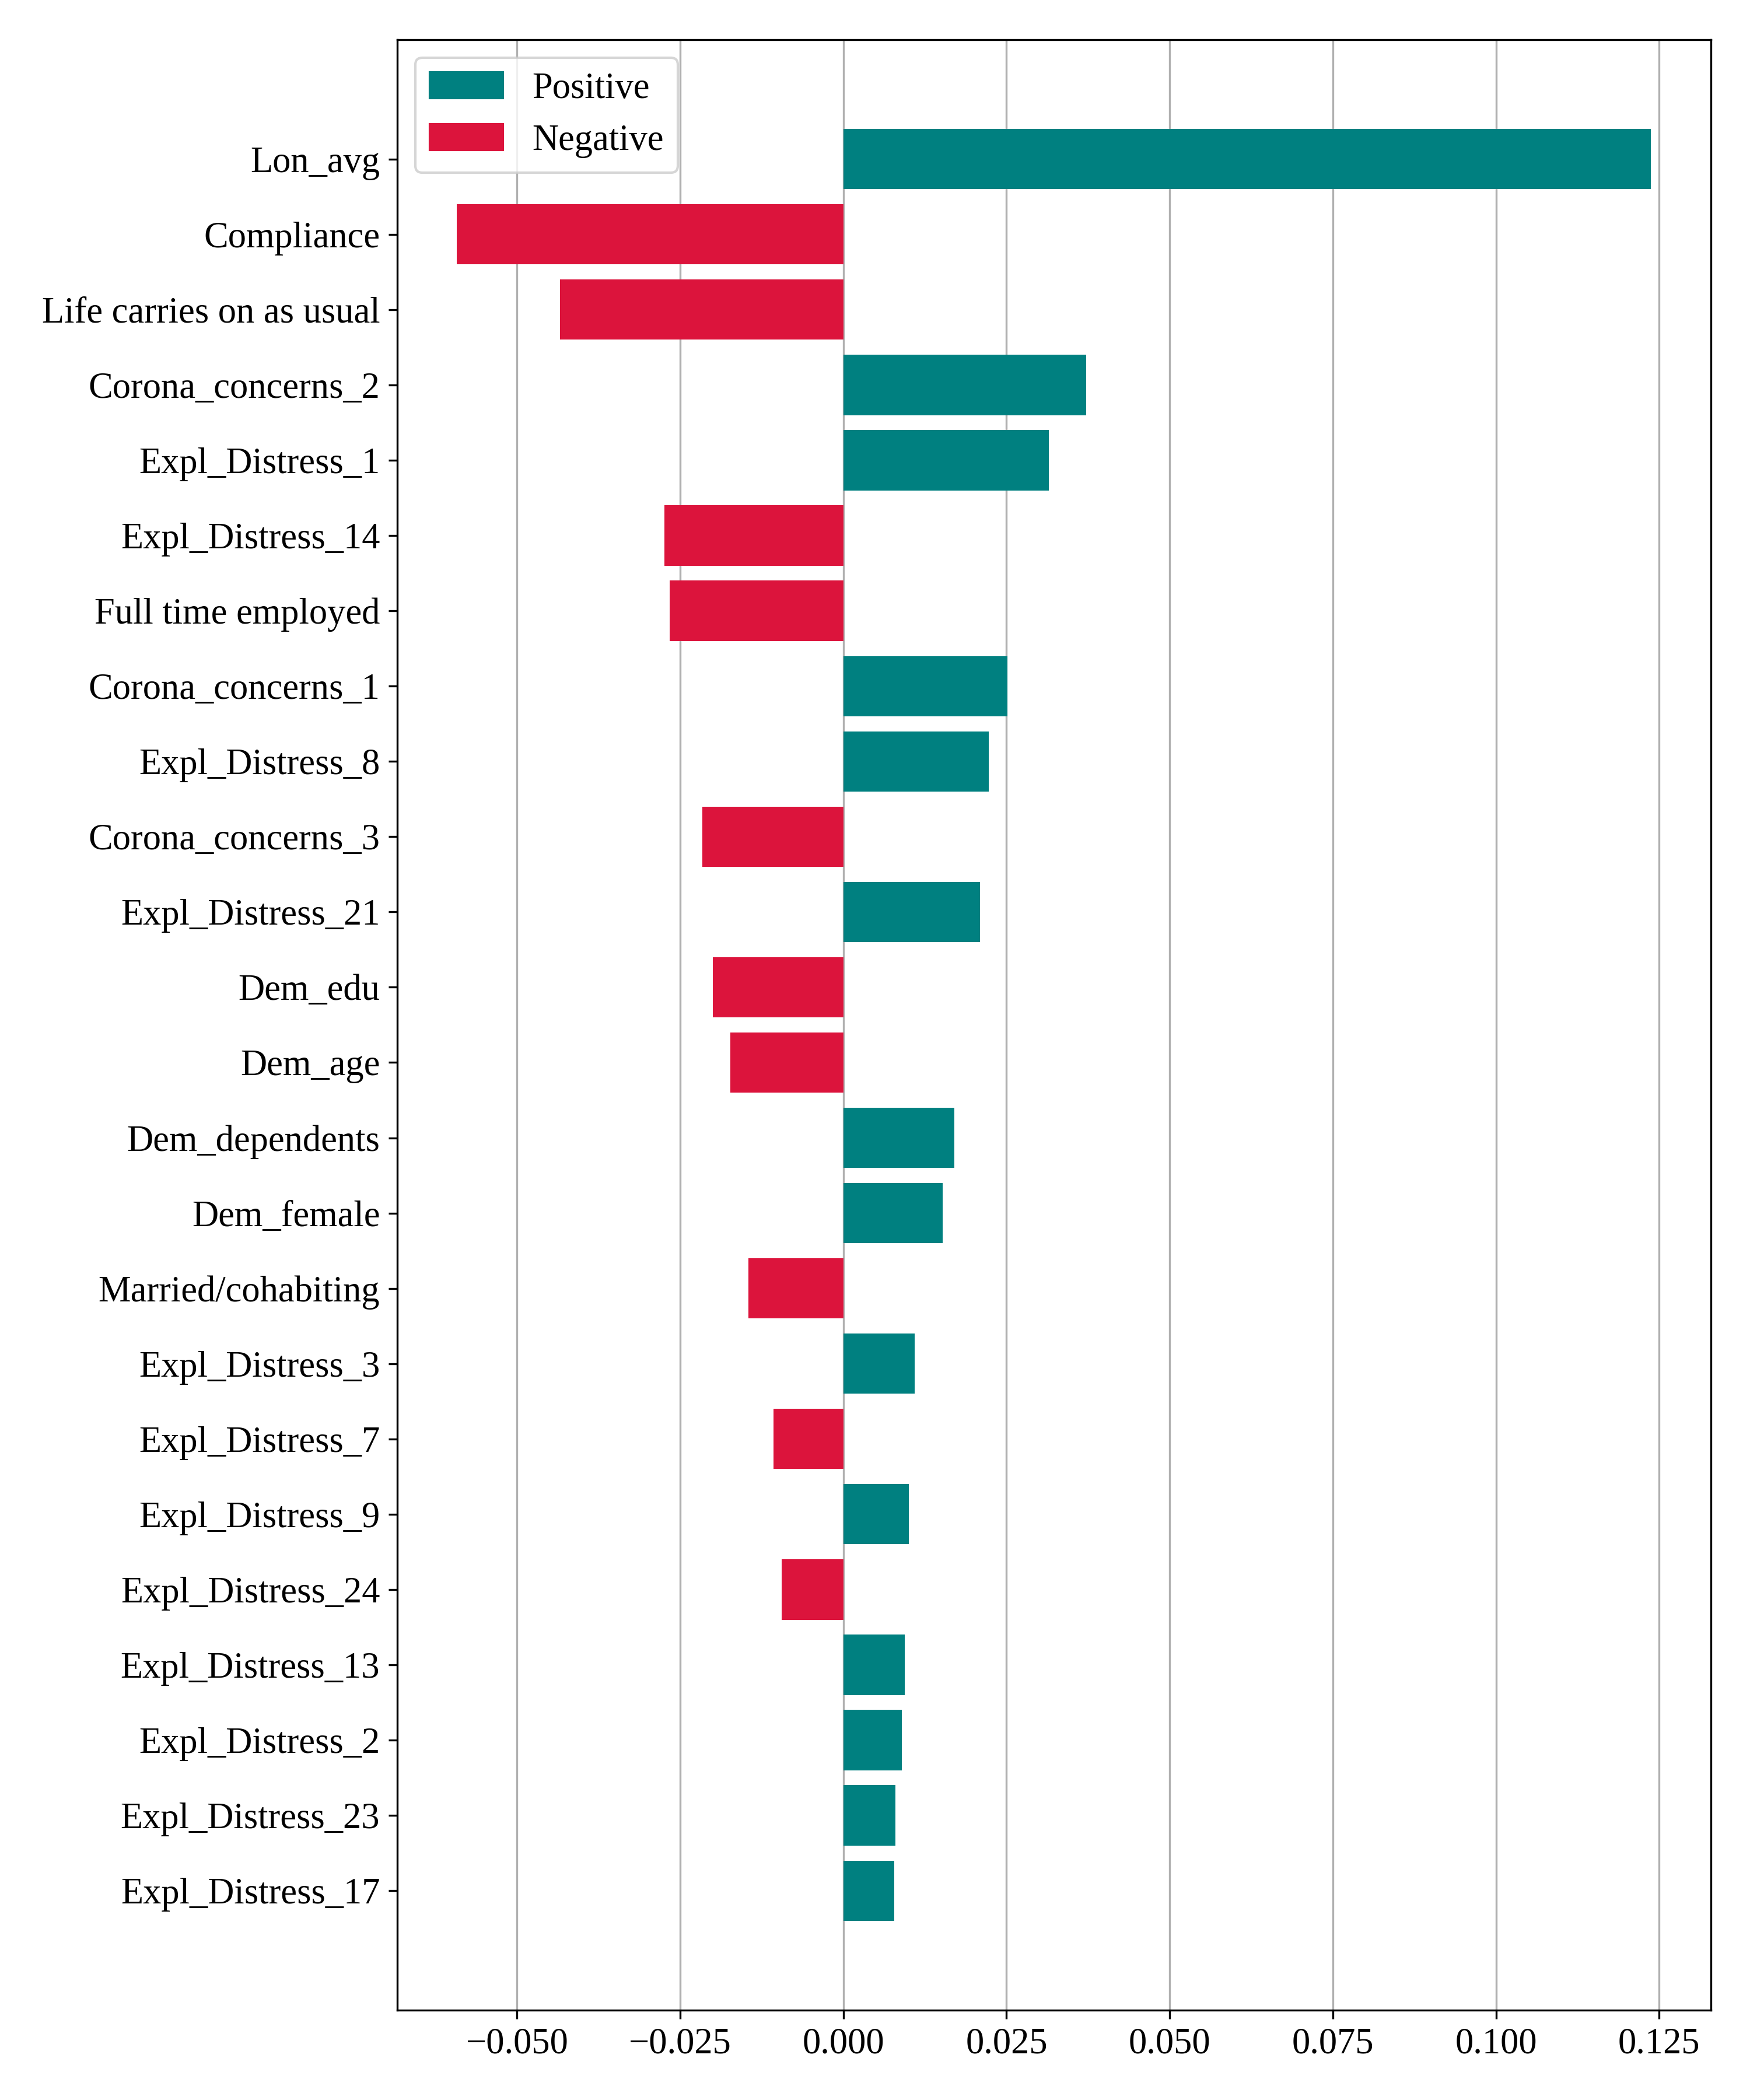 Positive
Negative
Lon_avg
Compliance
Life carries on as usual
Corona_concerns_2
Expl_Distress_1
Expl_Distress_14
Full time employed
Corona_concerns_1
Expl_Distress_8
Corona_concerns_3
Expl_Distress_21
Dem_edu
Dem_age
Dem_dependents
Dem_female
Married/cohabiting
Expl_Distress_3
Expl_Distress_7
Expl_Distress_9
Expl_Distress_24
Expl_Distress_13
Expl_Distress_2
Expl_Distress_23
Expl_Distress_17
−0.050 −0.025 0.000 0.025 0.050 0.075 0.100 0.125